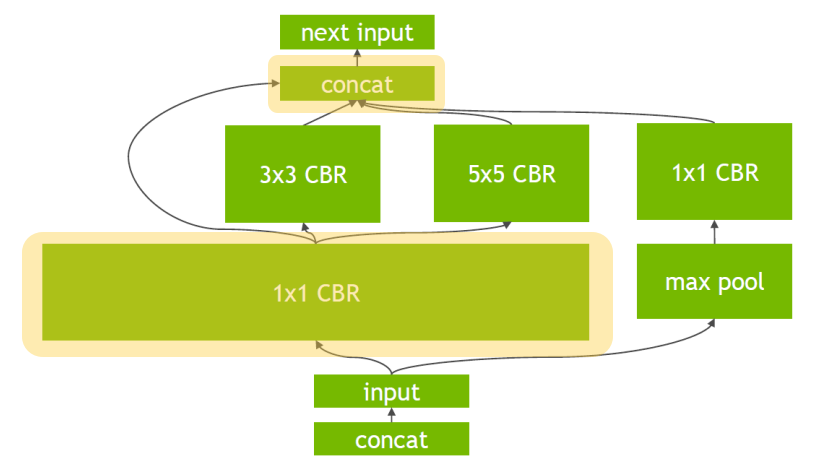 next input
concat
3x3 CBR
5x5 CBR
1x1 CBR
1x1 CBR
max pool
input
concat